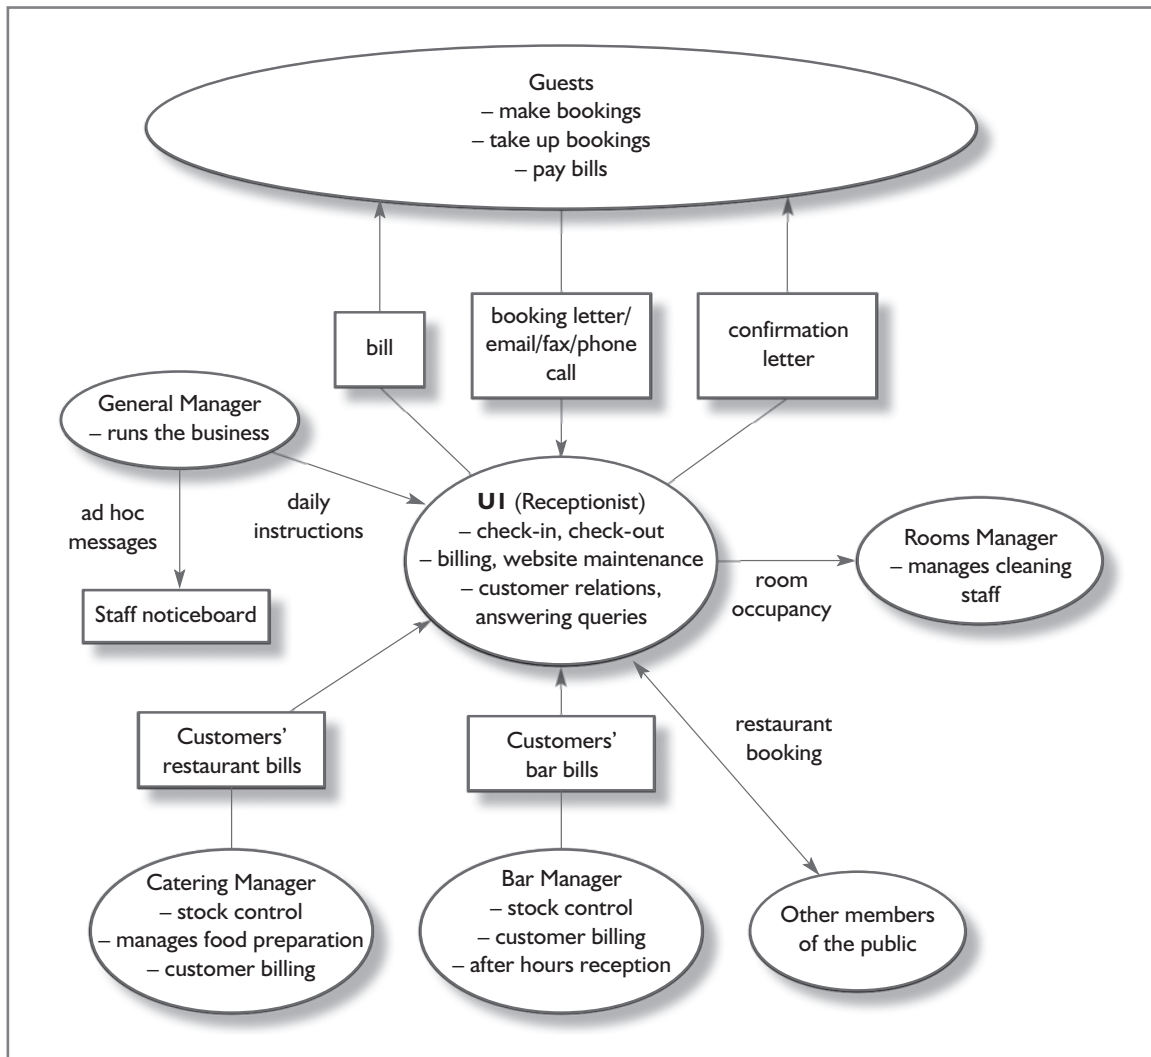 Guests
– make bookings
– take up bookings
– pay bills
bill
booking letter/
email/fax/phone
call
confirmation
letter
General Manager
– runs the business
ad hoc
messages
daily
instructions
Staff noticeboard
UI (Receptionist)
– check-in, check-out
– billing, website maintenance
– customer relations,
answering queries
room
occupancy
Rooms Manager
– manages cleaning
staff
Customers’
restaurant bills
Customers’
bar bills
restaurant
booking
Catering Manager
– stock control
– manages food preparation
– customer billing
Bar Manager
– stock control
– customer billing
– after hours reception
Other members
of the public